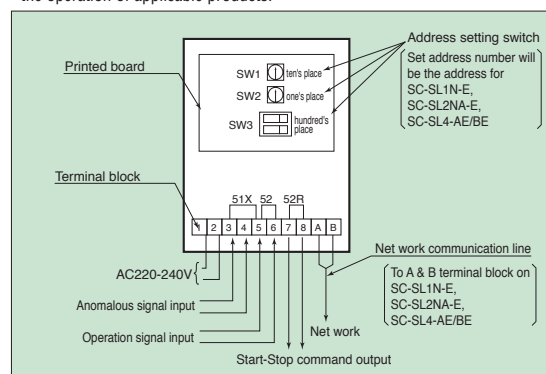 the operation of applicable products.
Address setting switch
Printed board
SW1 ten's place
SW2 one's place
SW3 hundred's
place
Set address number will
be the address for
SC-SL1N-E,
SC-SL2NA-E,
SC-SL4-AE/BE
Terminal block
51X 52 52R
1 2 3 4 5 6 7 8 A B
Net work communication line
AC220-240V
To A & B terminal block on
SC-SL1N-E,
SC-SL2NA-E,
SC-SL4-AE/BE
Anomalous signal input
Net work
Operation signal input
Start-Stop command output